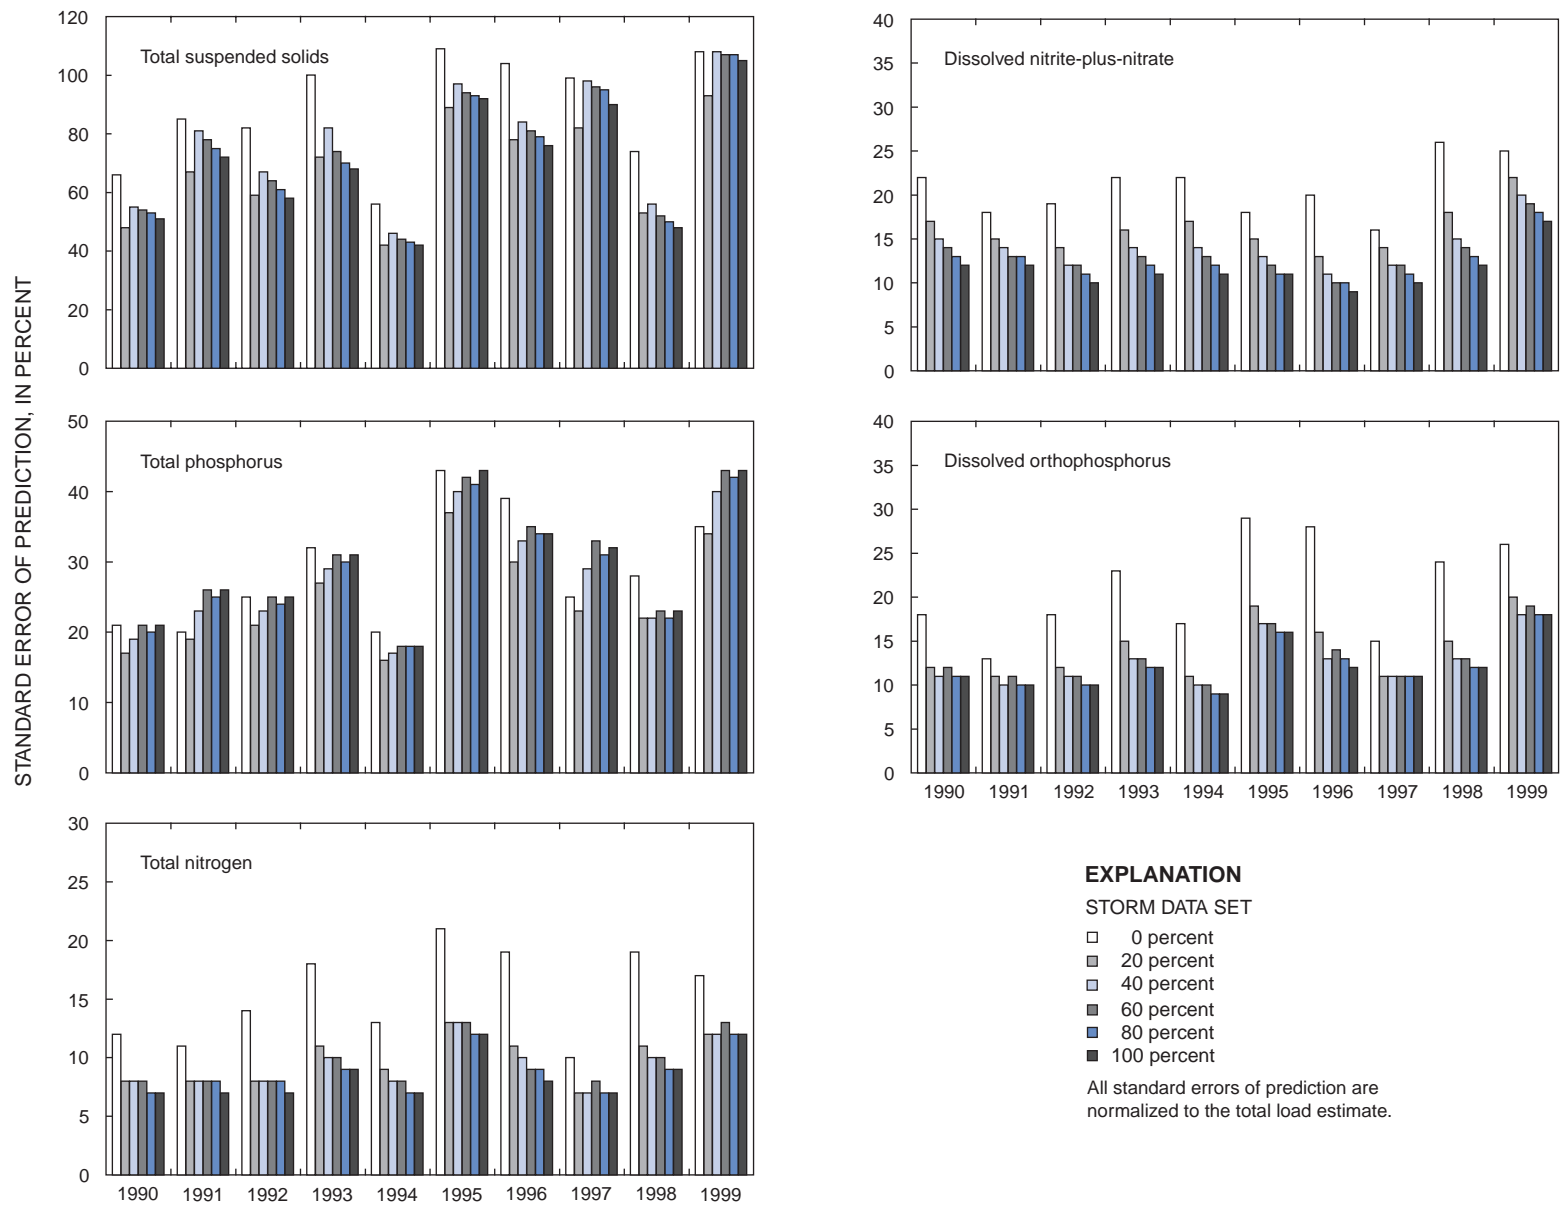 STANDARD ERROR OF PREDICTION, IN PERCENT
120
100
80
60
40
20
0
Total suspended solids
40
35
30
25
20
15
10
5
0
Dissolved nitrite-plus-nitrate
50
40
30
20
10
0
Total phosphorus
40
35
30
25
20
15
10
5
0
Dissolved orthophosphorus
1990 1991 1992 1993 1994 1995 1996 1997 1998 1999
30
25
20
15
10
5
0
Total nitrogen
1990 1991 1992 1993 1994 1995 1996 1997 1998 1999
EXPLANATION
STORM DATA SET
0 percent
20 percent
40 percent
60 percent
80 percent
100 percent
All standard errors of prediction are
normalized to the total load estimate.